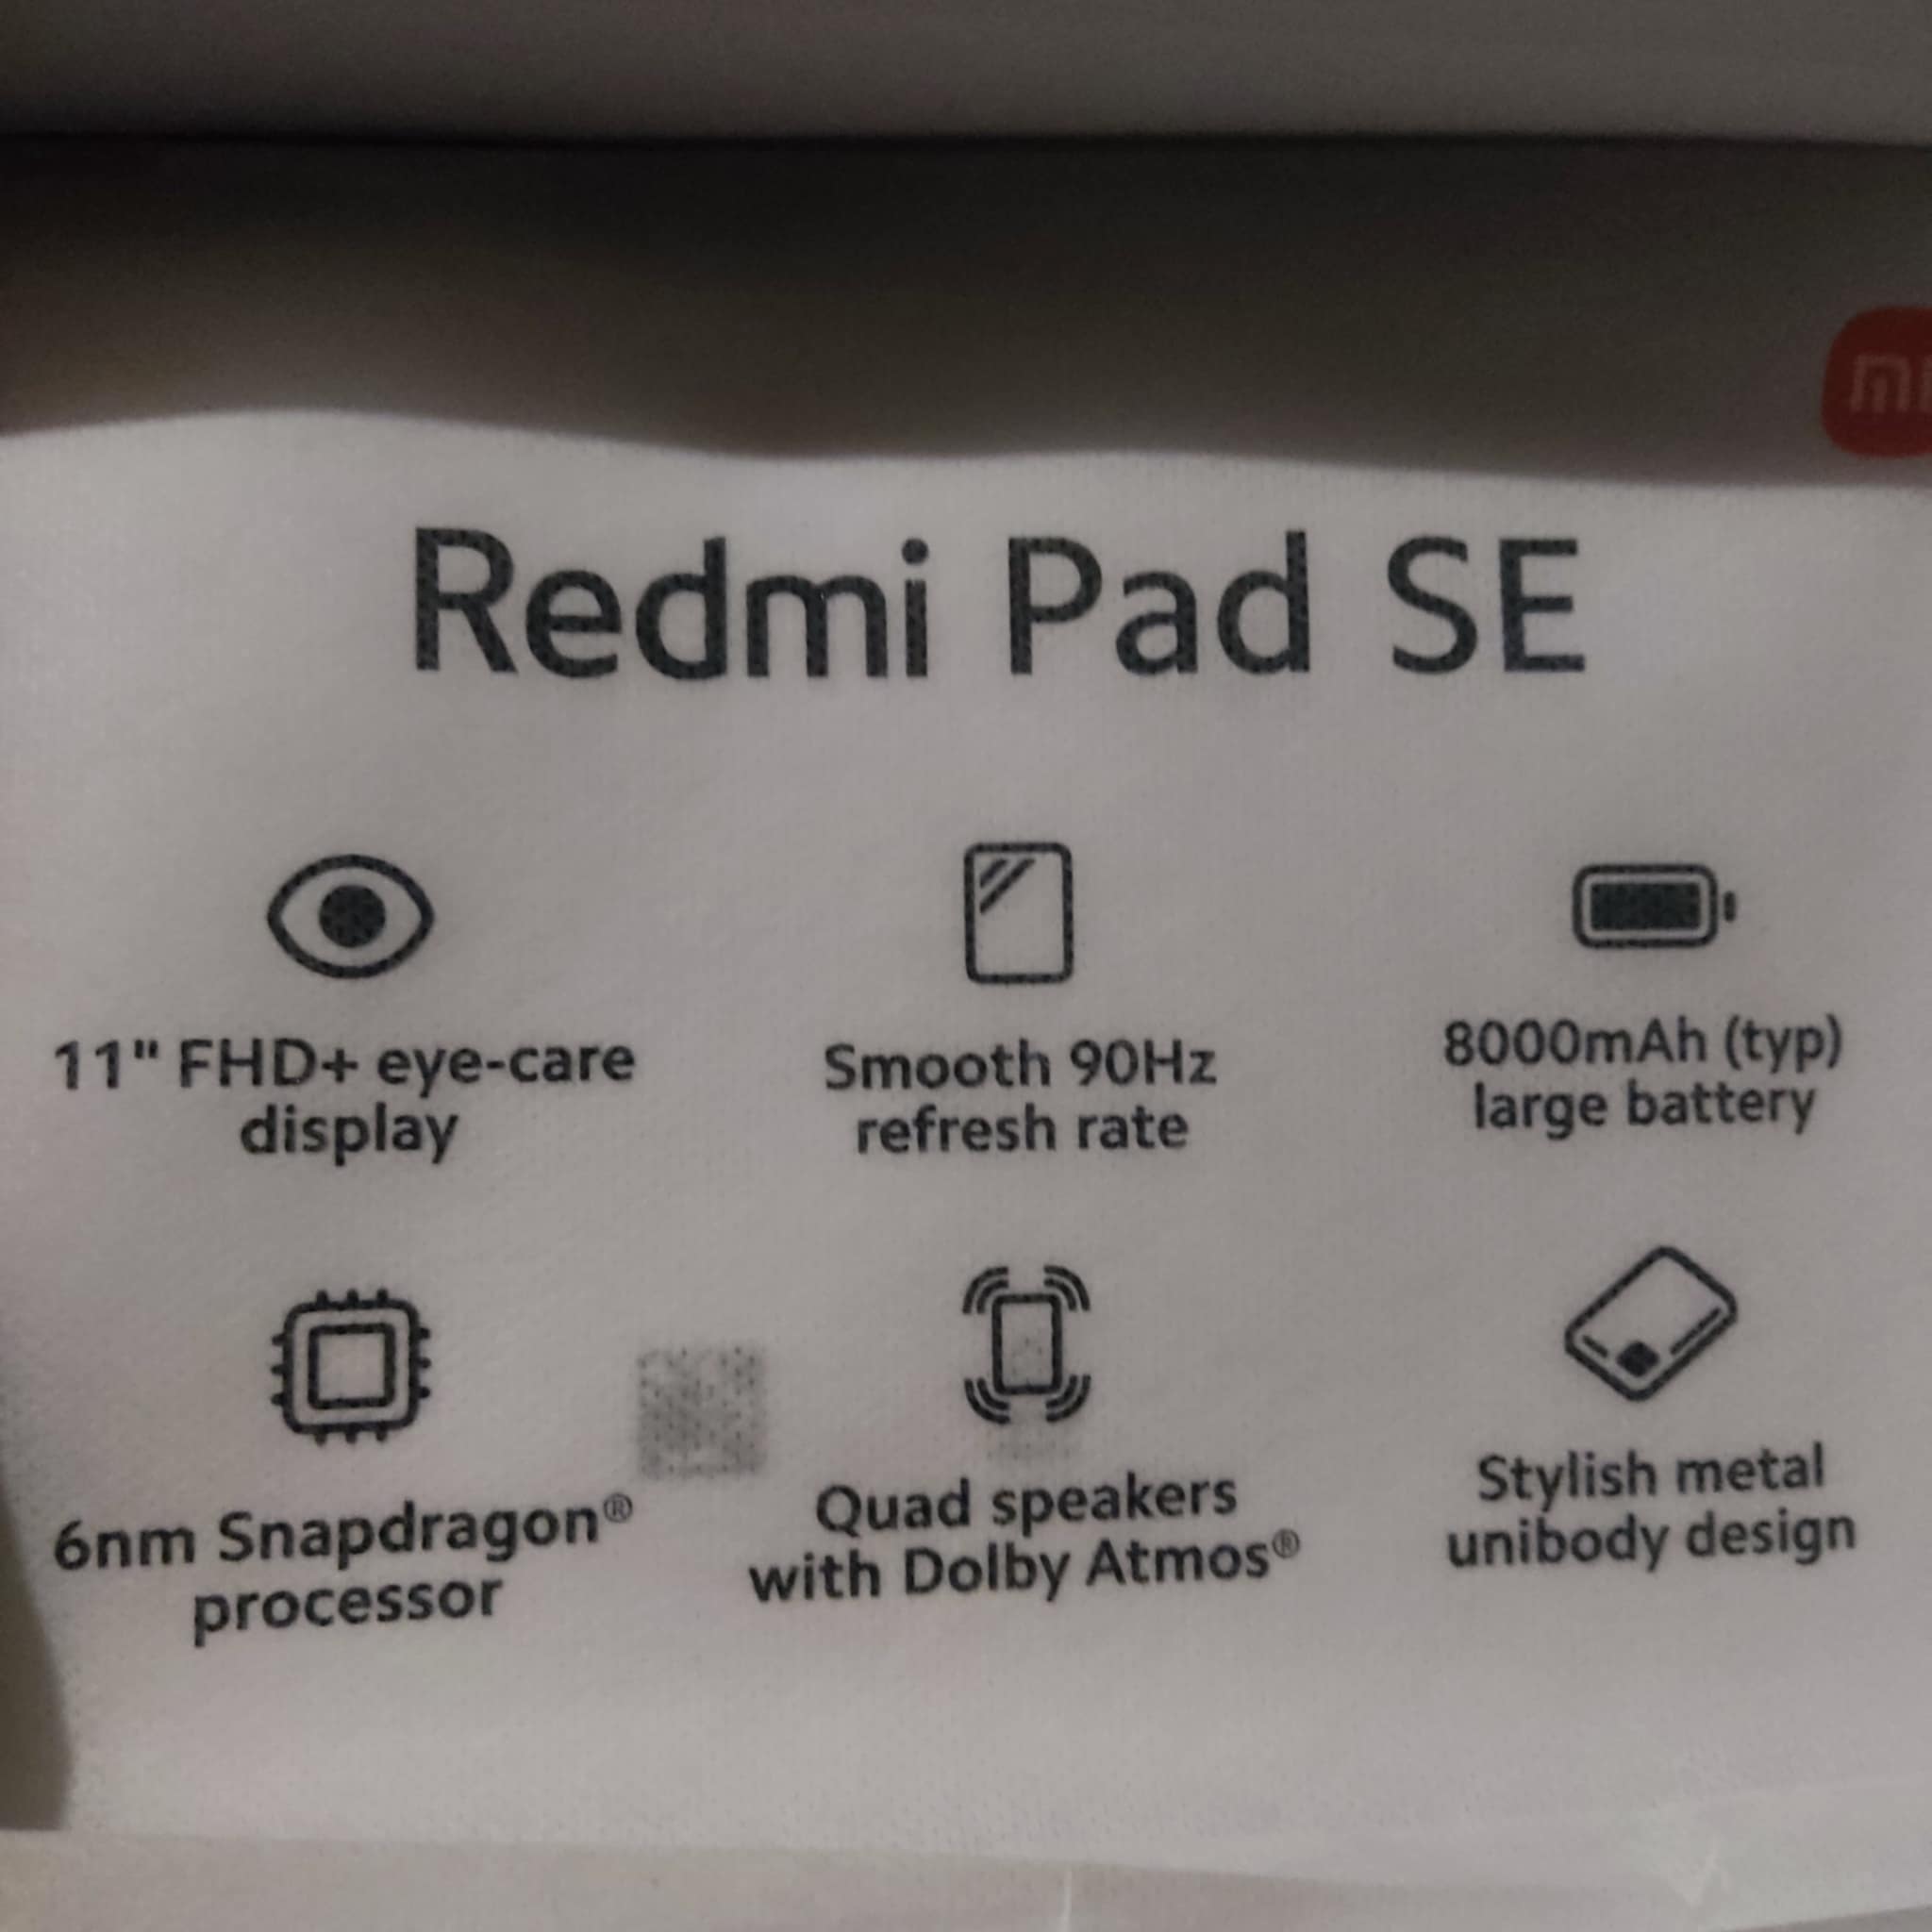 mi
Redmi Pad SE
11" FHD+ eye-care
display
Smooth 90Hz
refresh rate
8000mAh (typ)
large battery
6nm Snapdragon®
processor
Quad speakers
with Dolby Atmos®
Stylish metal
unibody design